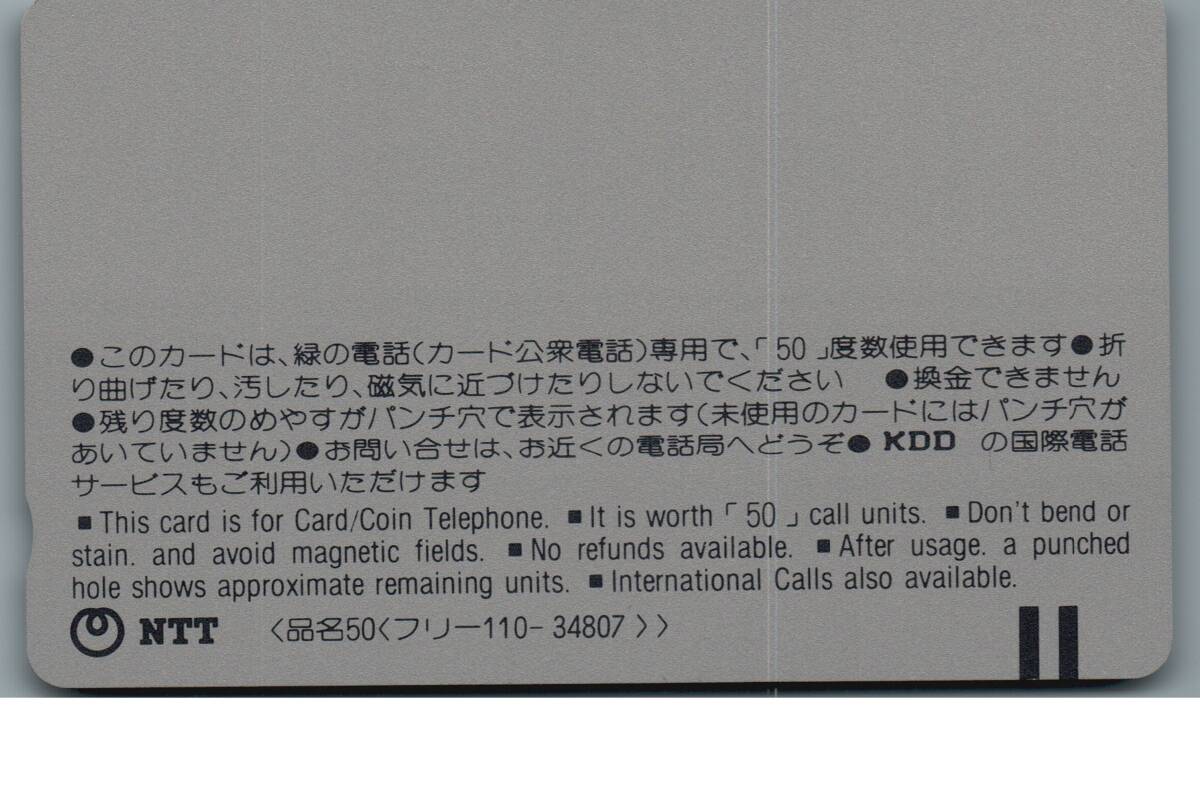 ●このカードは、緑の電話(カード公衆電話)専用で、「50」度数使用できます●折
り曲げたり、汚したり、磁気に近づけたりしないでください ●換金できません
●残り度数のめやすがパンチ穴で表示されます(未使用のカードにはパンチ穴が
あいていません)●お問い合せは、お近くの電話局へどうぞ● KDD の国際電話
サービスもご利用いただけます
■This card is for Card/Coin Telephone. ■It is worth「50」call units. ■Don't bend or
stain. and avoid magnetic fields. ■No refunds available. ■After usage. a punched
hole shows approximate remaining units. ■International Calls also available.
NTT 〈品名50〈フリー110-34807〉〉